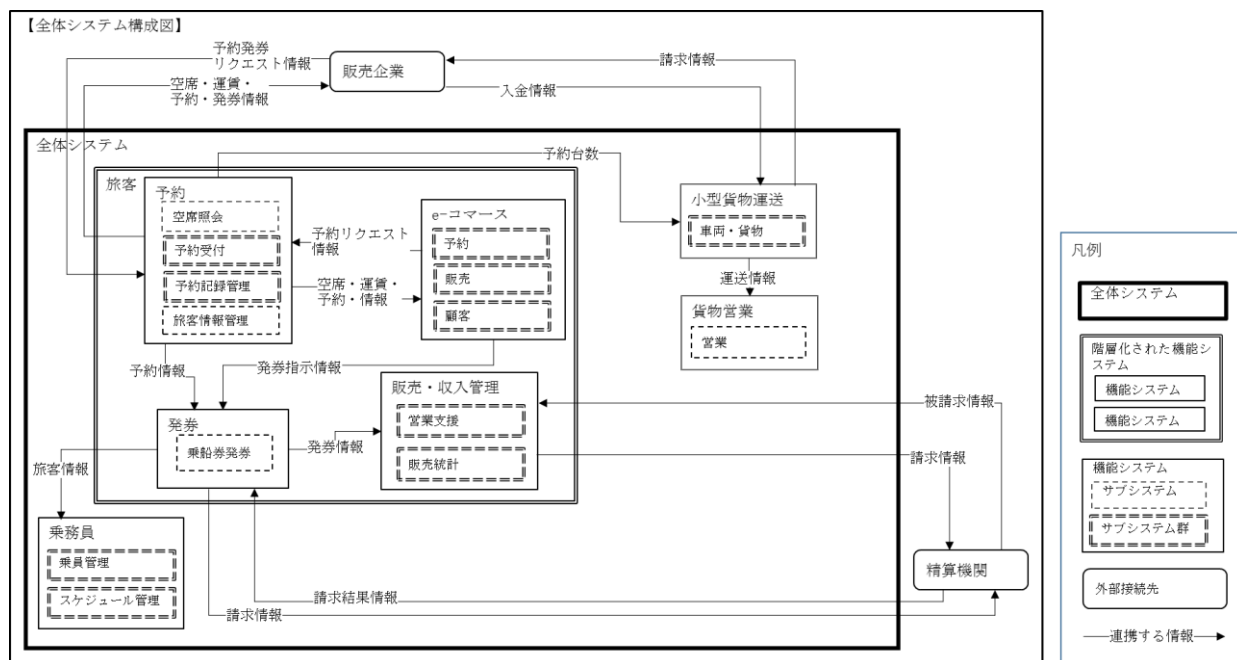 【全体システム構成図】
予約発券
リクエスト情報
空席・運賃・
予約・発券情報
販売企業
請求情報
入金情報
全体システム
予約台数
旅客
予約
空席照会
予約受付
予約記録管理
旅客情報管理
予約リクエスト
情報
空席・運賃・
予約・情報
e-コマース
予約
販売
顧客
小型貨物運送
車両・貨物
運送情報
貨物営業
営業
予約情報
発券指示情報
発券
乗船券発券
発券情報
販売・収入管理
営業支援
販売統計
被請求情報
請求情報
旅客情報
乗務員
乗員管理
スケジュール管理
請求結果情報
請求情報
精算機関
凡例
全体システム
階層化された機能シ
ステム
機能システム
機能システム
機能システム
サブシステム
サブシステム群
外部接続先
連携する情報